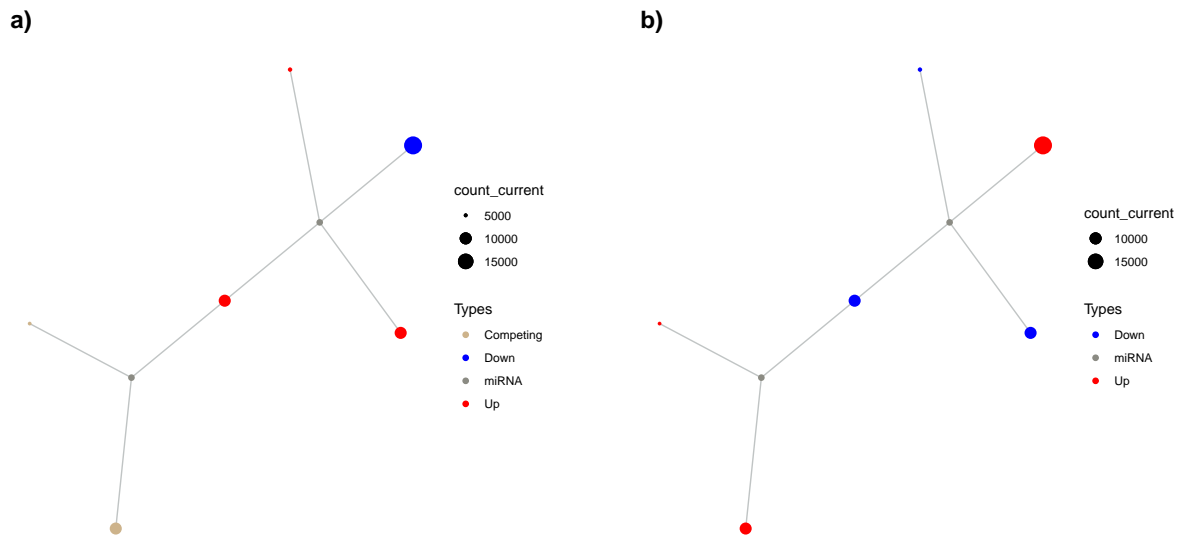 a)
count_current
5000
10000
15000
Types
Competing
Down
miRNA
Up
b)
count_current
10000
15000
Types
Down
miRNA
Up